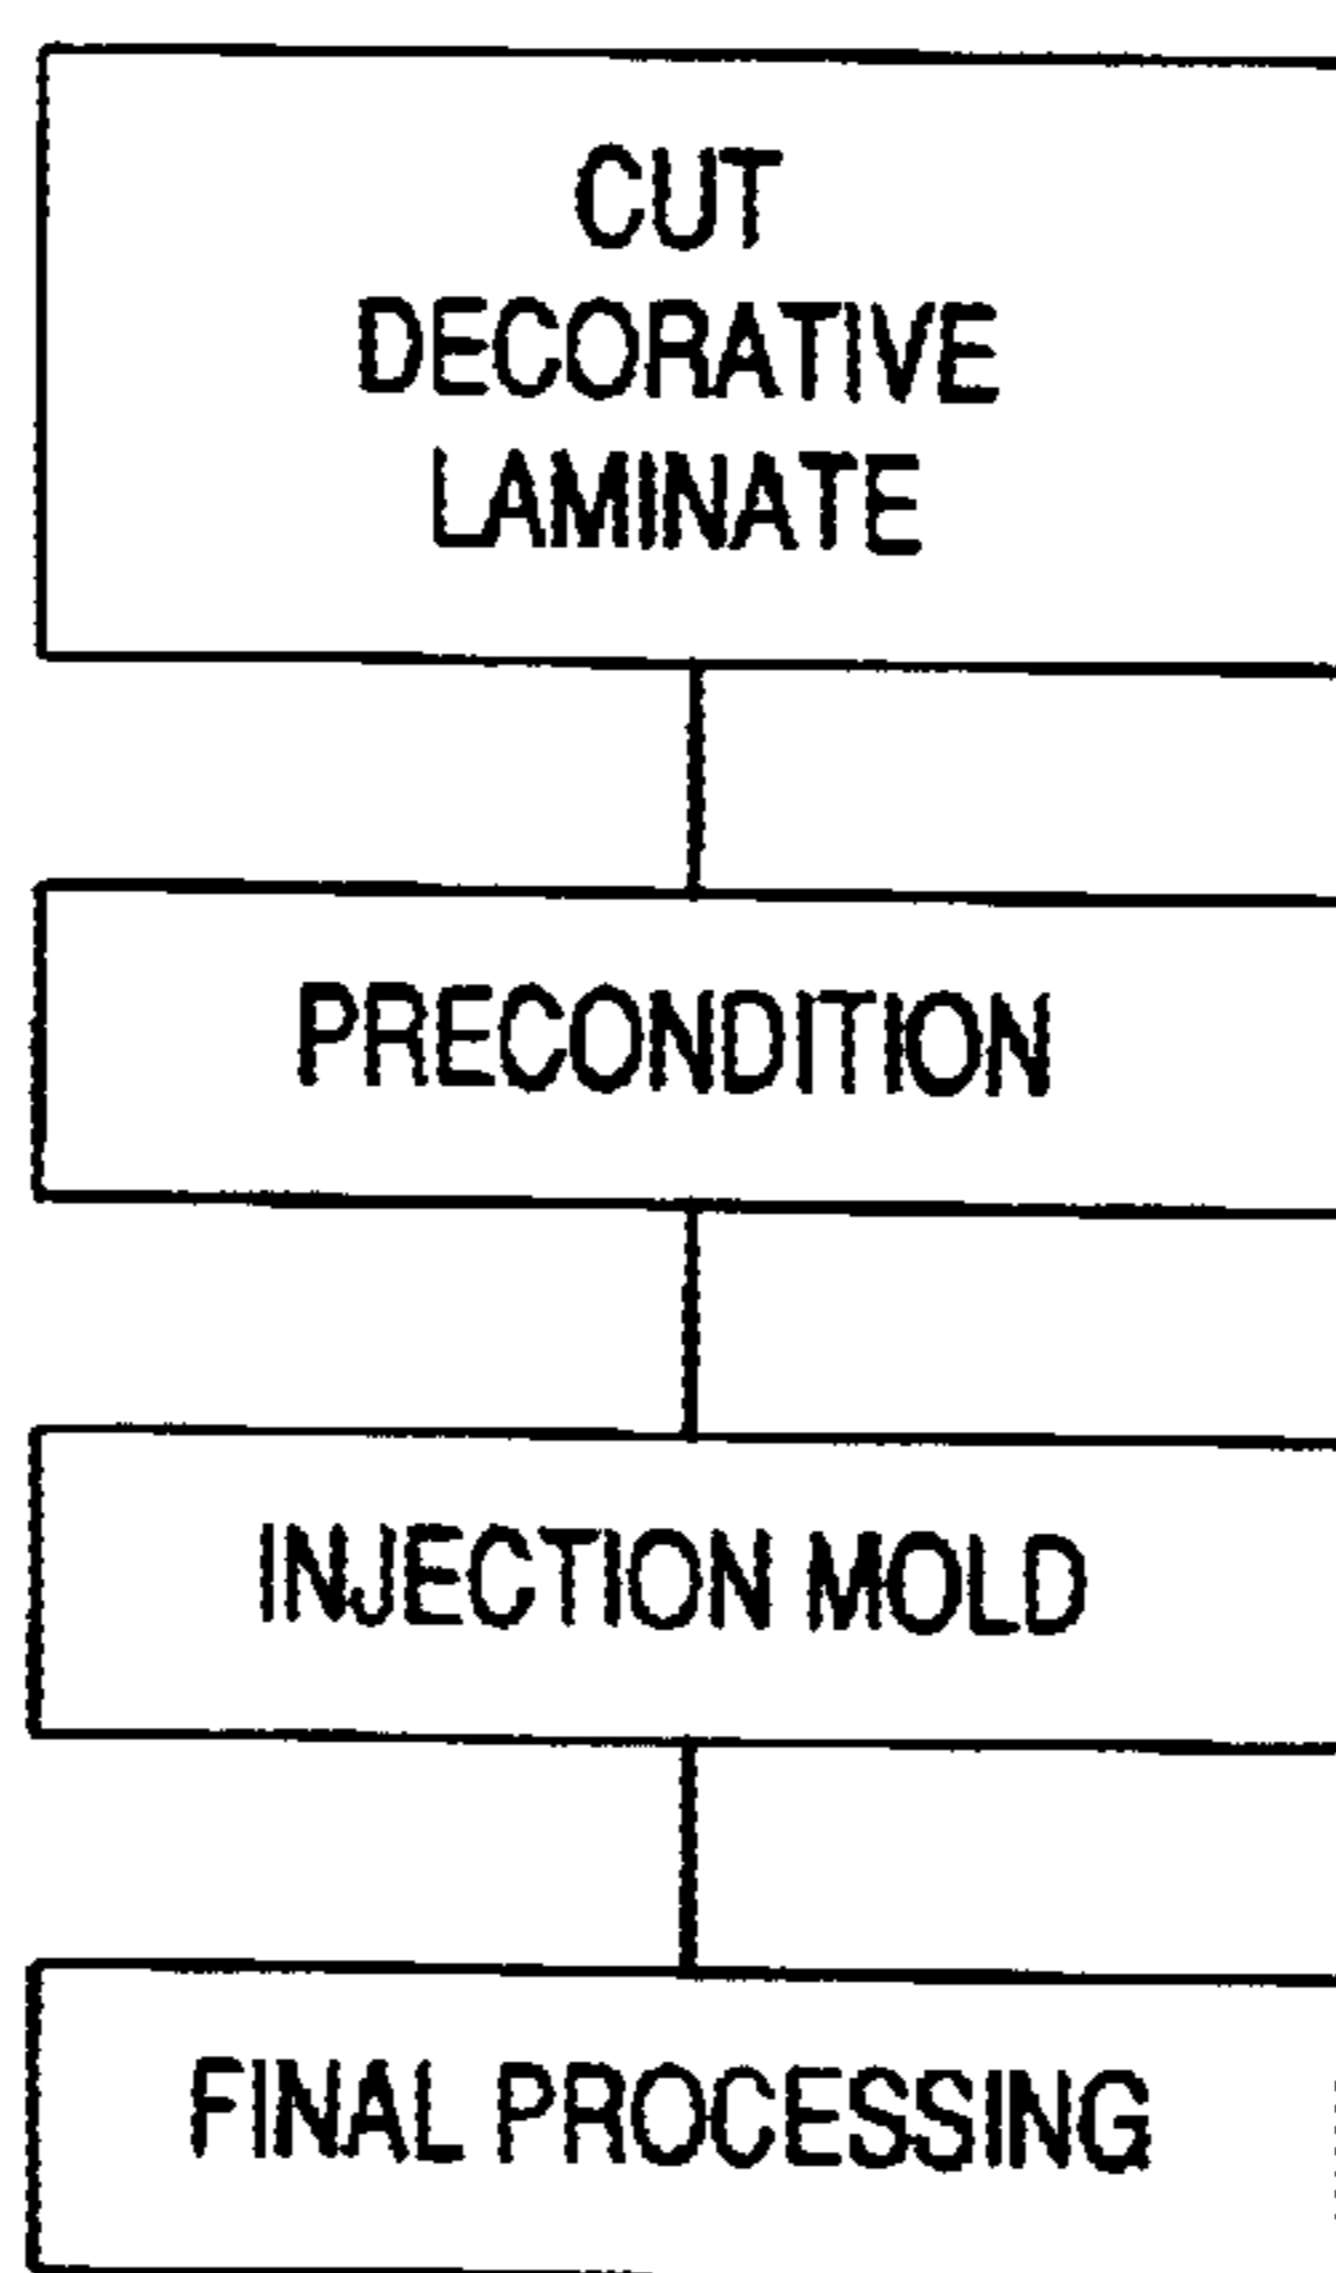 CUT
DECORATIVE
LAMINATE
PRECONDITION
INJECTION MOLD
FINAL PROCESSING